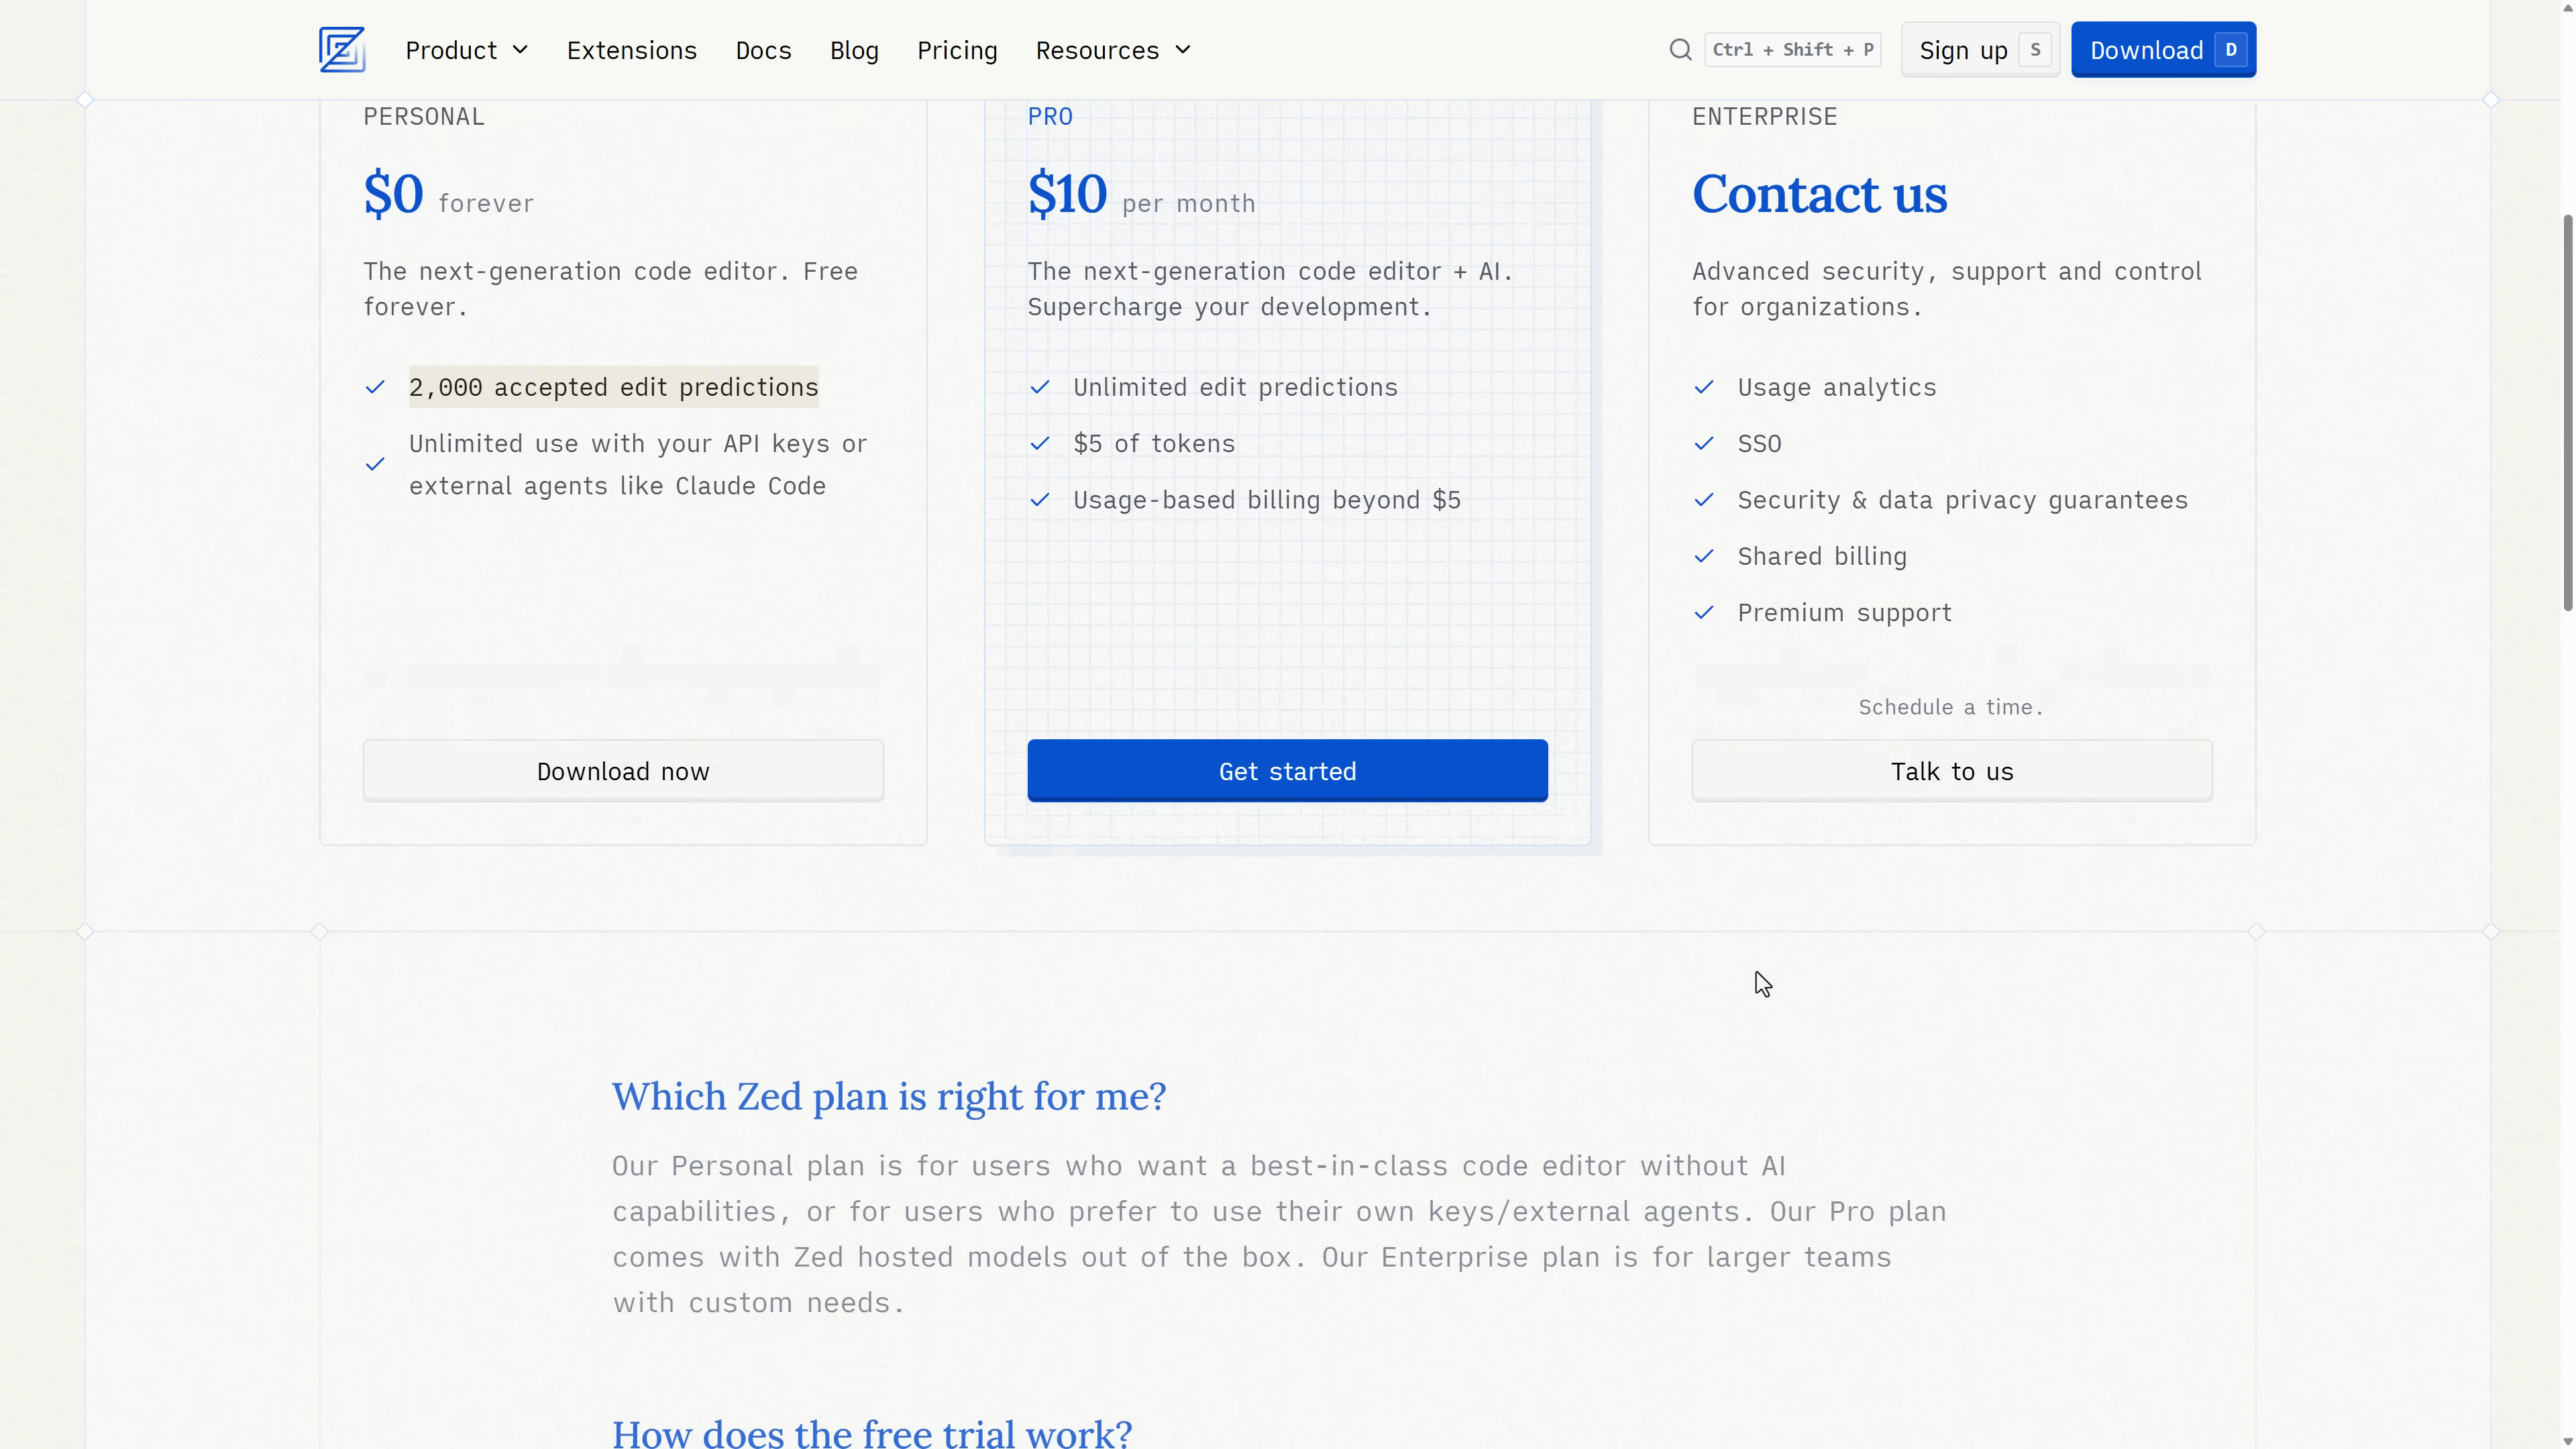 Product
Extensions
Docs
Blog
Pricing
Resources
Ctrl + Shift + P
Sign up S
Download D
PERSONAL
$0 forever
The next-generation code editor. Free
forever.
2,000 accepted edit predictions
Unlimited use with your API keys or
external agents like Claude Code
Download now
PRO
$10 per month
The next-generation code editor + AI.
Supercharge your development.
Unlimited edit predictions
$5 of tokens
Usage-based billing beyond $5
Get started
ENTERPRISE
Contact us
Advanced security, support and control
for organizations.
Usage analytics
SSO
Security & data privacy guarantees
Shared billing
Premium support
Schedule a time.
Talk to us
Which Zed plan is right for me?
Our Personal plan is for users who want a best-in-class code editor without AI
capabilities, or for users who prefer to use their own keys/external agents. Our Pro plan
comes with Zed hosted models out of the box. Our Enterprise plan is for larger teams
with custom needs.
How does the free trial work?